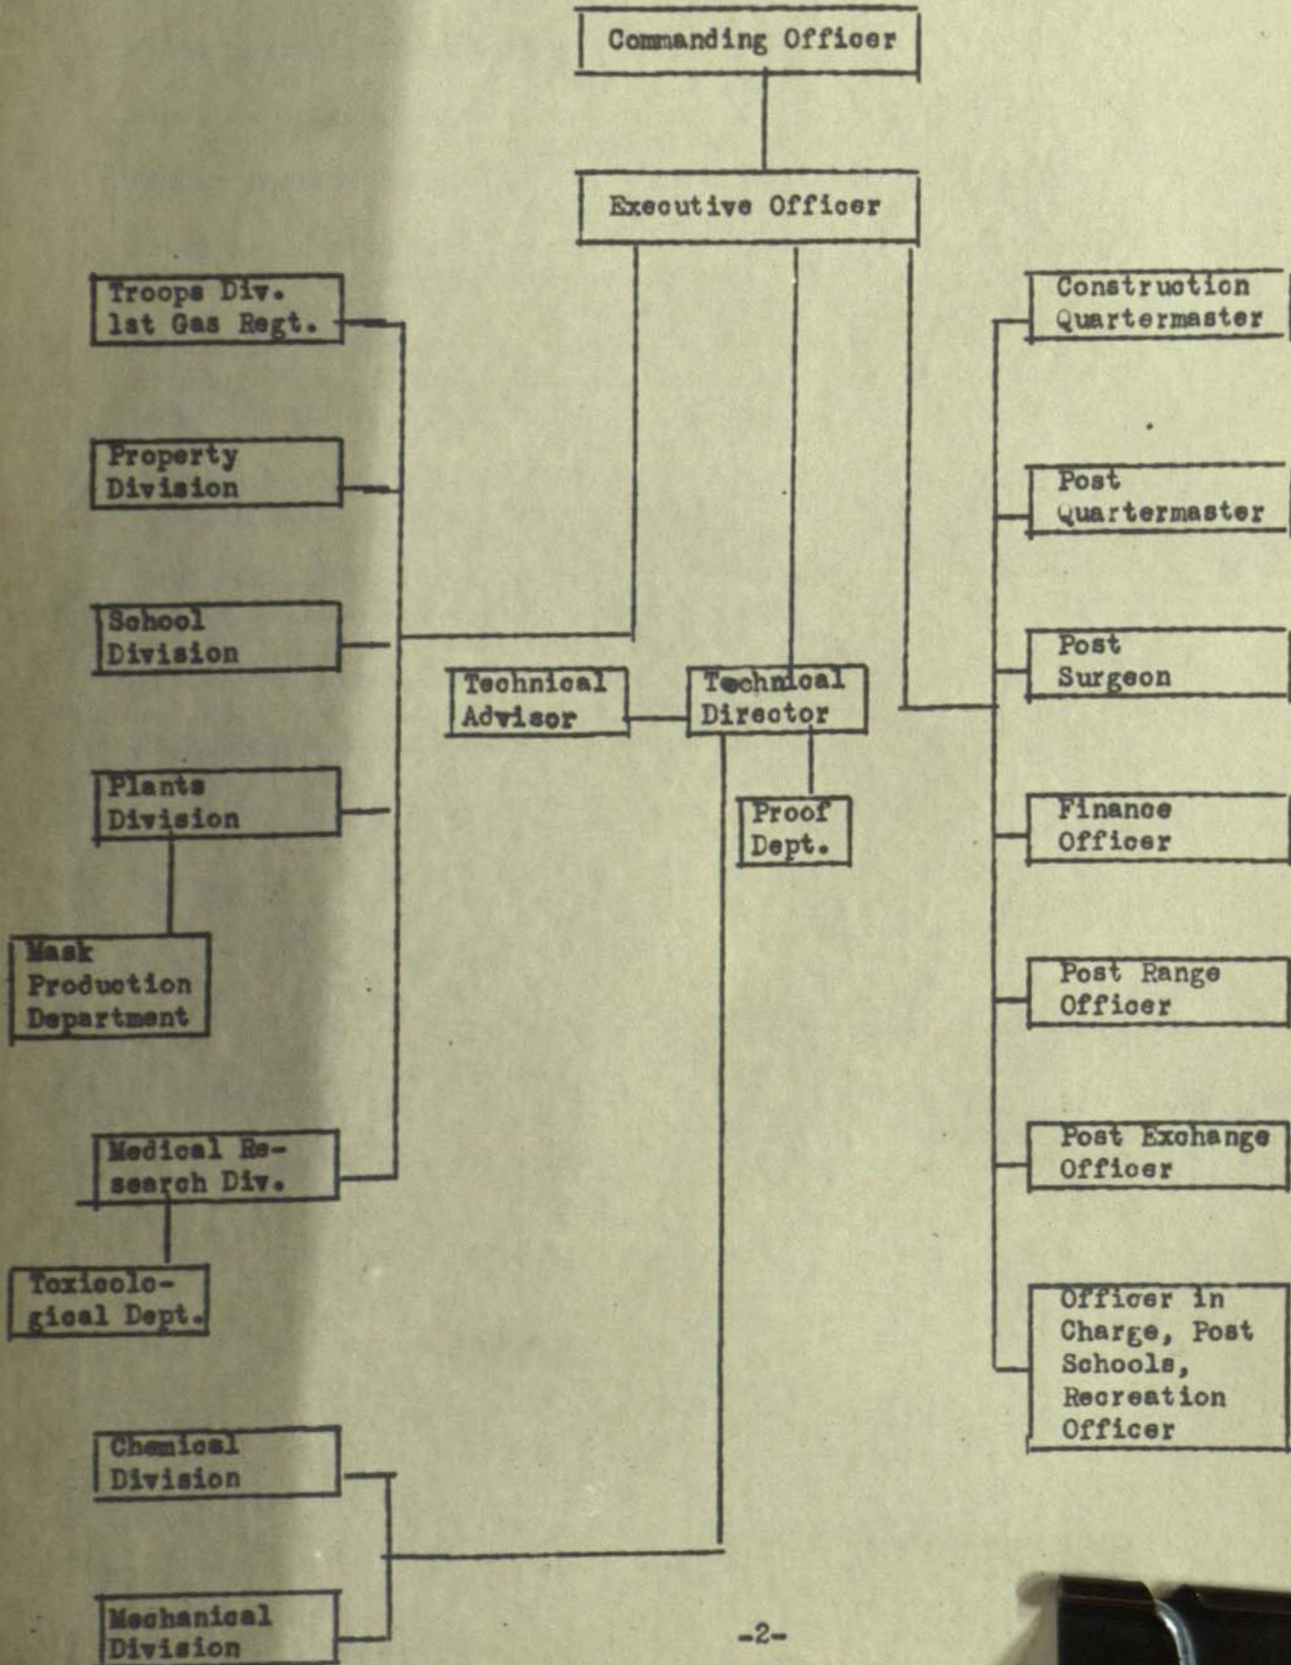 Commanding Officer
Executive Officer
Troops Div.
1st Gas Regt.
Property
Division
School
Division
Plants
Division
Mask
Production
Department
Medical Re-
search Div.
Toxicolo-
gical Dept.
Chemical
Division
Mechanical
Division
Technical
Advisor
Technical
Director
Proof
Dept.
Construction
Quartermaster
Post
Quartermaster
Post
Surgeon
Finance
Officer
Post Range
Officer
Post Exchange
Officer
Officer in
Charge, Post
Schools,
Recreation
Officer
-2-